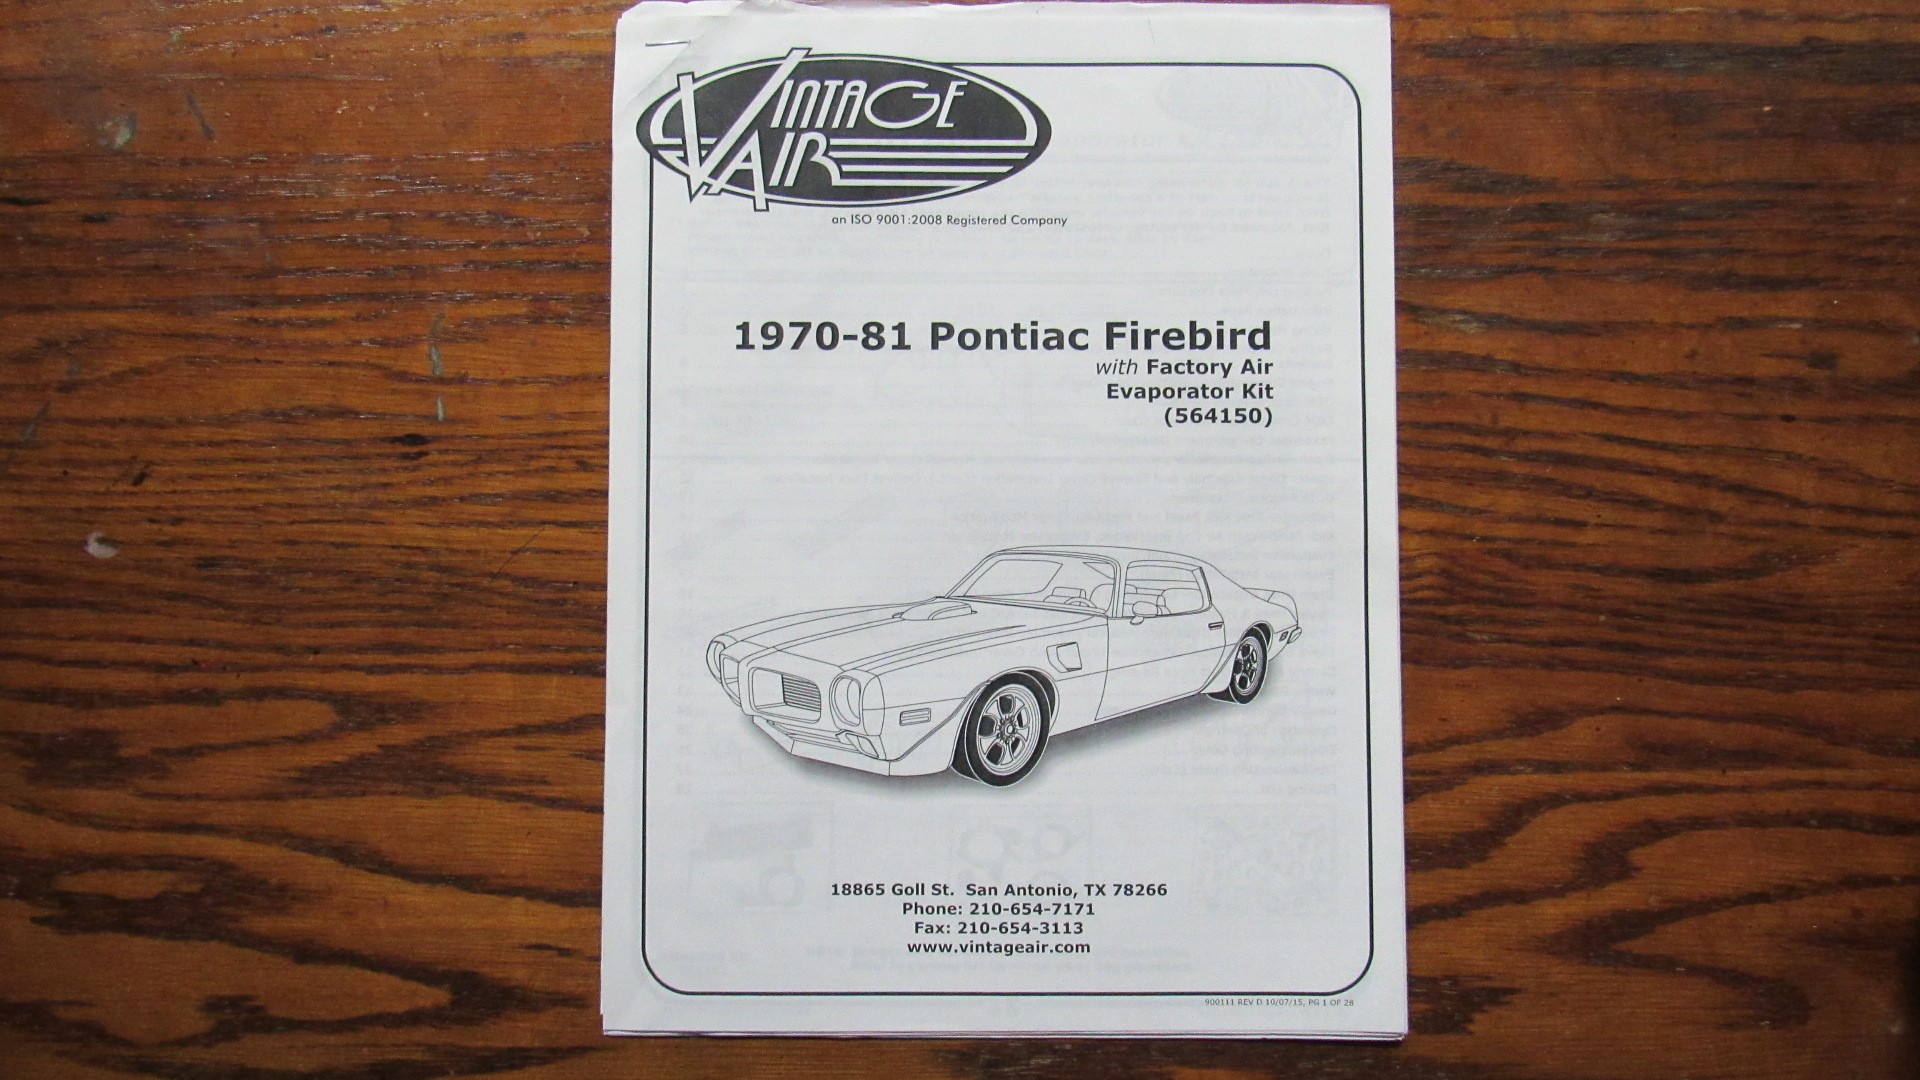 VINTAGE
AIR
an ISO 9001:2008 Registered Company
1970-81 Pontiac Firebird
with Factory Air
Evaporator Kit
(564150)
18865 Goll St. San Antonio, TX 78266
Phone: 210-654-7171
Fax: 210-654-3113
www.vintageair.com
900111 REV D 10/07/15, PG 1 OF 28